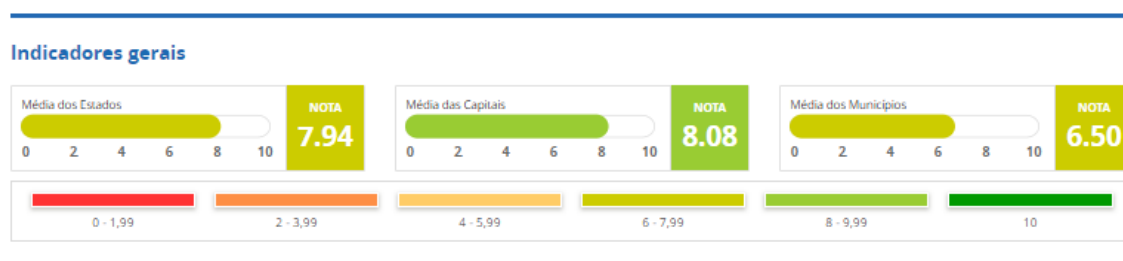 Indicadores gerais
Média dos Estados
NOTA
7.94
0 2 4 6 8 10
Média das Capitais
NOTA
8.08
0 2 4 6 8 10
Média dos Municípios
NOTA
6.50
0 2 4 6 8 10
0 - 1,99
2 - 3,99
4 - 5,99
6 - 7,99
8 - 9,99
10